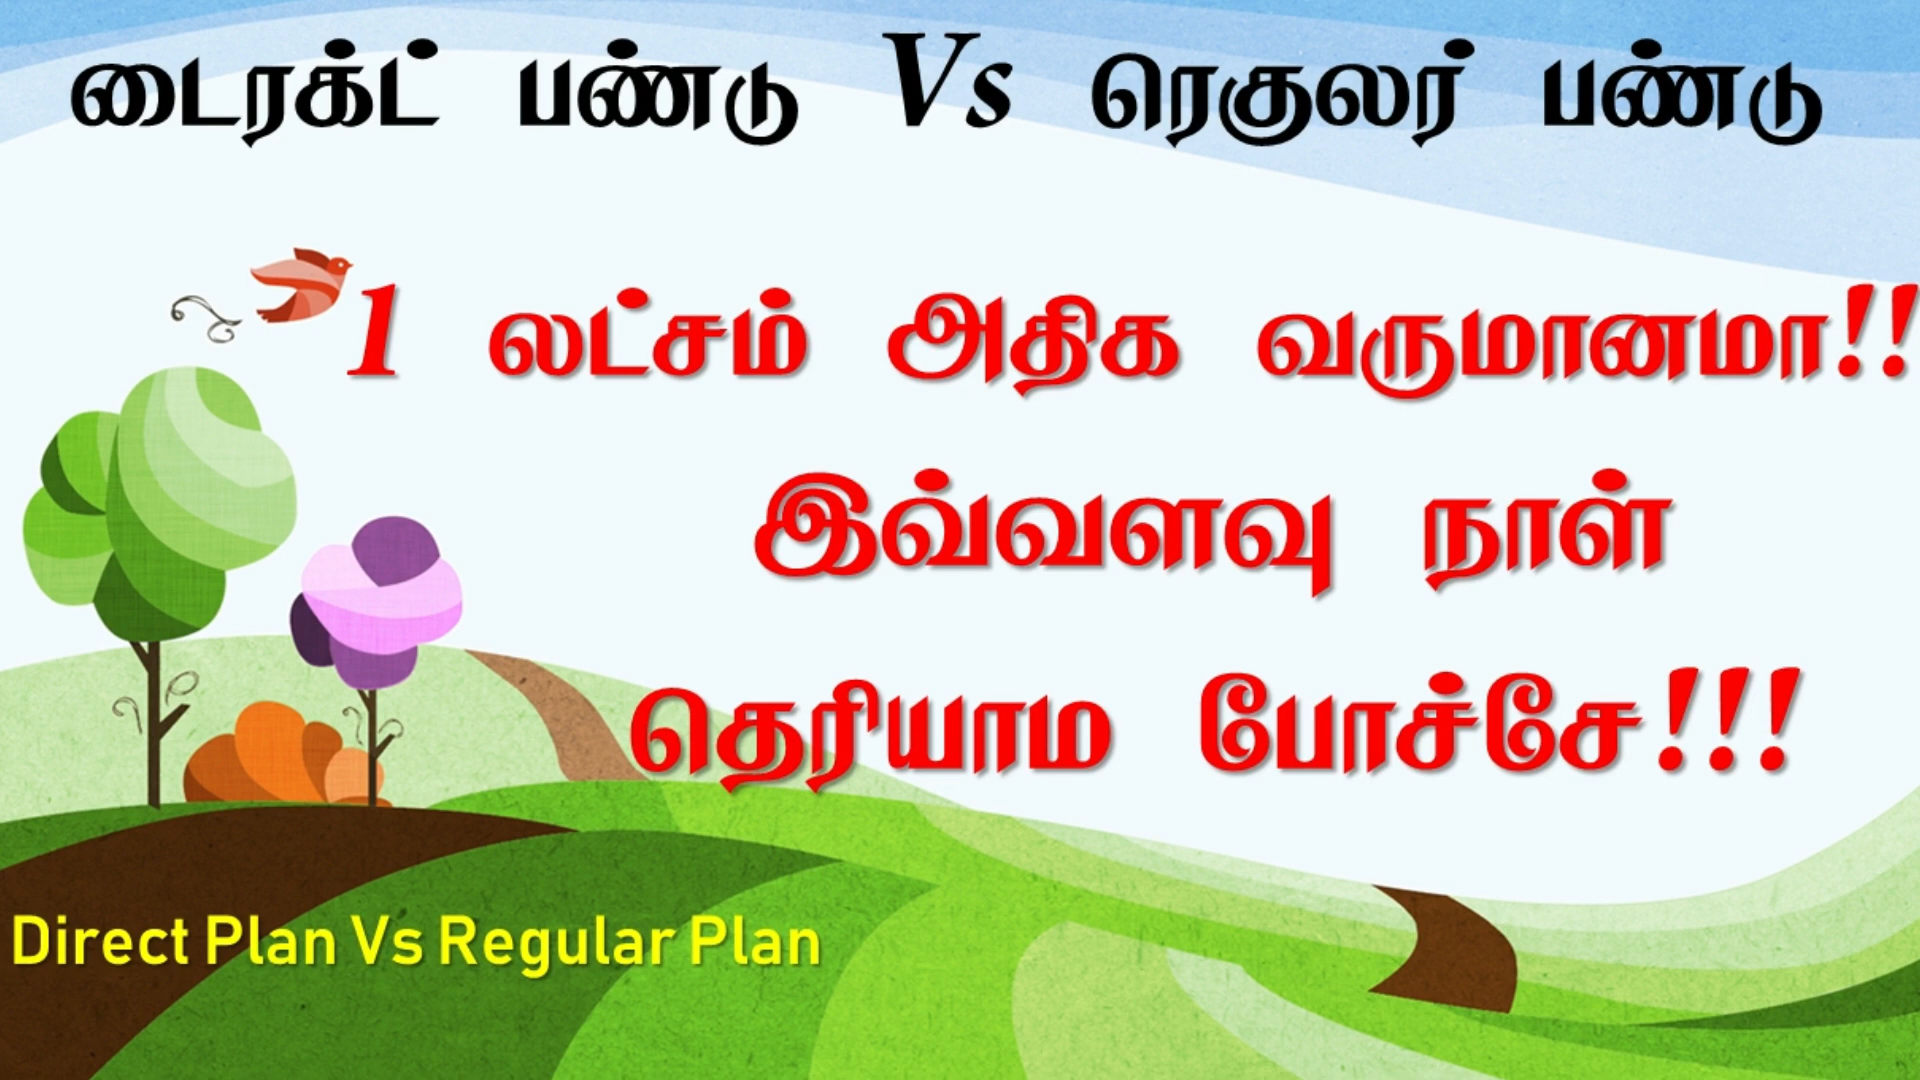 டைரக்ட் பண்டு Vs ரெகுலர் பண்டு
1 லட்சம் அதிக வருமானமா!!
இவ்வளவு நாள்
தெரியாம போச்சே!!!
Direct Plan Vs Regular Plan